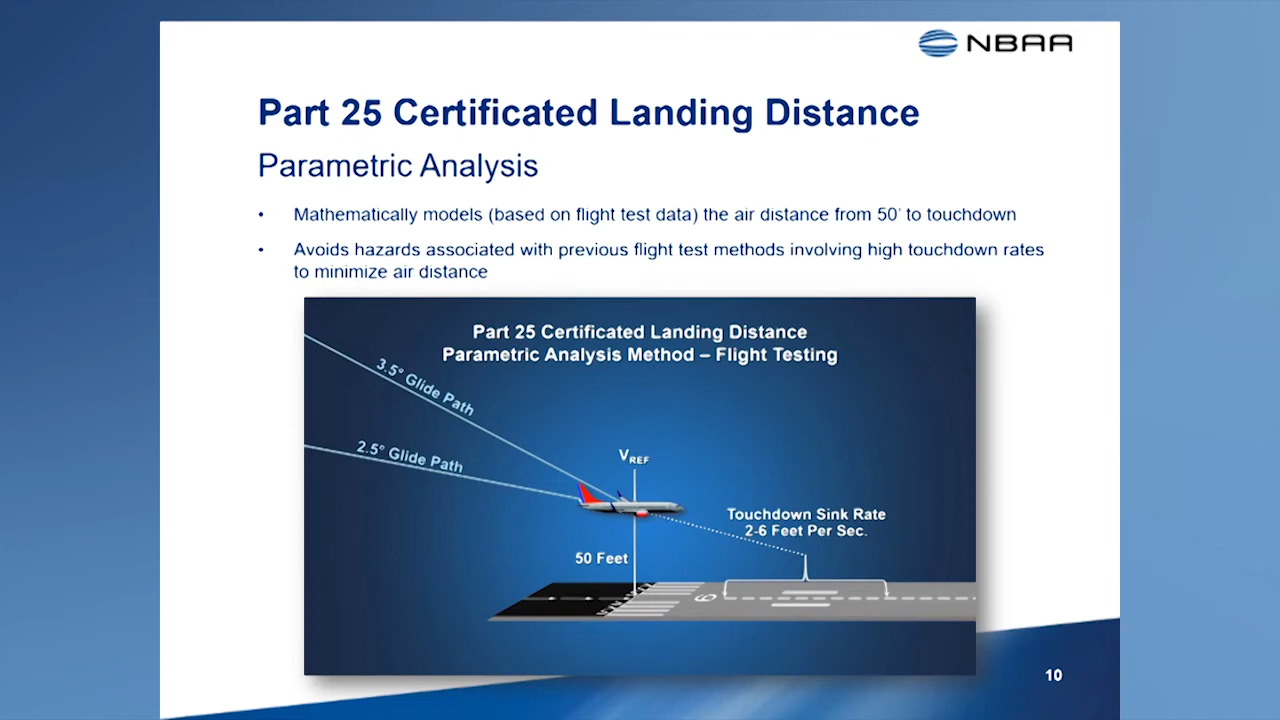 NBAA
Part 25 Certificated Landing Distance
Parametric Analysis
• Mathematically models (based on flight test data) the air distance from 50' to touchdown
• Avoids hazards associated with previous flight test methods involving high touchdown rates
to minimize air distance
Part 25 Certificated Landing Distance
Parametric Analysis Method – Flight Testing
3.5° Glide Path
2.5° Glide Path
VREF
Touchdown Sink Rate
2-6 Feet Per Sec.
50 Feet
9
10